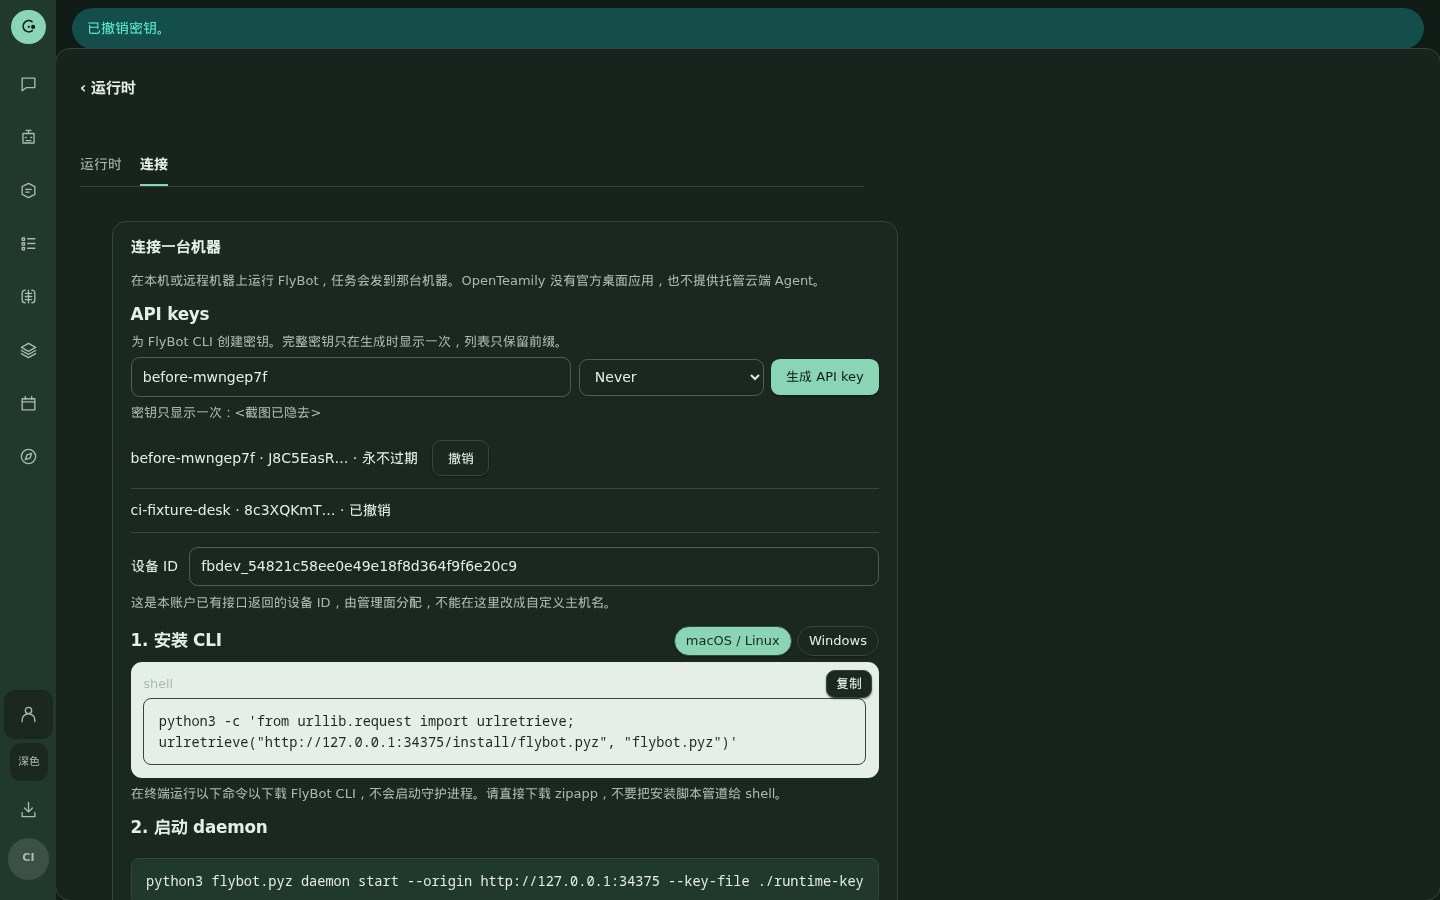 已撤销密钥。
‹ 运行时
运行时 连接
连接一台机器
在本机或远程机器上运行 FlyBot，任务会发到那台机器。OpenTeamily 没有官方桌面应用，也不提供托管云端 Agent。
API keys
为 FlyBot CLI 创建密钥。完整密钥只在生成时显示一次，列表只保留前缀。
before-mwngep7f Never 生成 API key
密钥只显示一次：<截图已隐去>
before-mwngep7f · J8C5EasR… · 永不过期 撤销
ci-fixture-desk · 8c3XQKmT… · 已撤销
设备 ID fbdev_54821c58ee0e49e18f8d364f9f6e20c9
这是本账户已有接口返回的设备 ID，由管理面分配，不能在这里改成自定义主机名。
1. 安装 CLI macOS / Linux Windows
shell 复制
python3 -c 'from urllib.request import urlretrieve;
urlretrieve("http://127.0.0.1:34375/install/flybot.pyz", "flybot.pyz")'
在终端运行以下命令以下载 FlyBot CLI，不会启动守护进程。请直接下载 zipapp，不要把安装脚本管道给 shell。
2. 启动 daemon
python3 flybot.pyz daemon start --origin http://127.0.0.1:34375 --key-file ./runtime-key
深色
CI